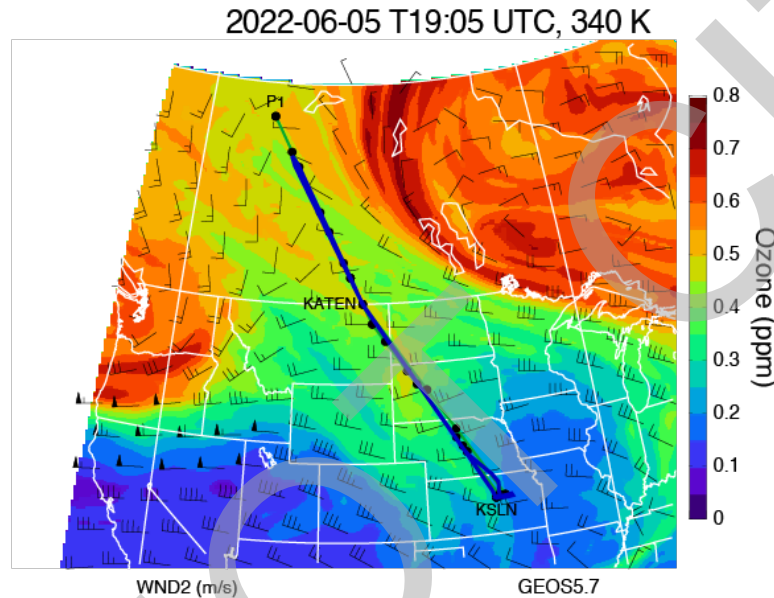 2022-06-05 T19:05 UTC, 340 K
P1
KATEN
KSLN
0.8
0.7
0.6
0.5
0.4
0.3
0.2
0.1
0
Ozone (ppm)
WND2 (m/s)
GEOS5.7